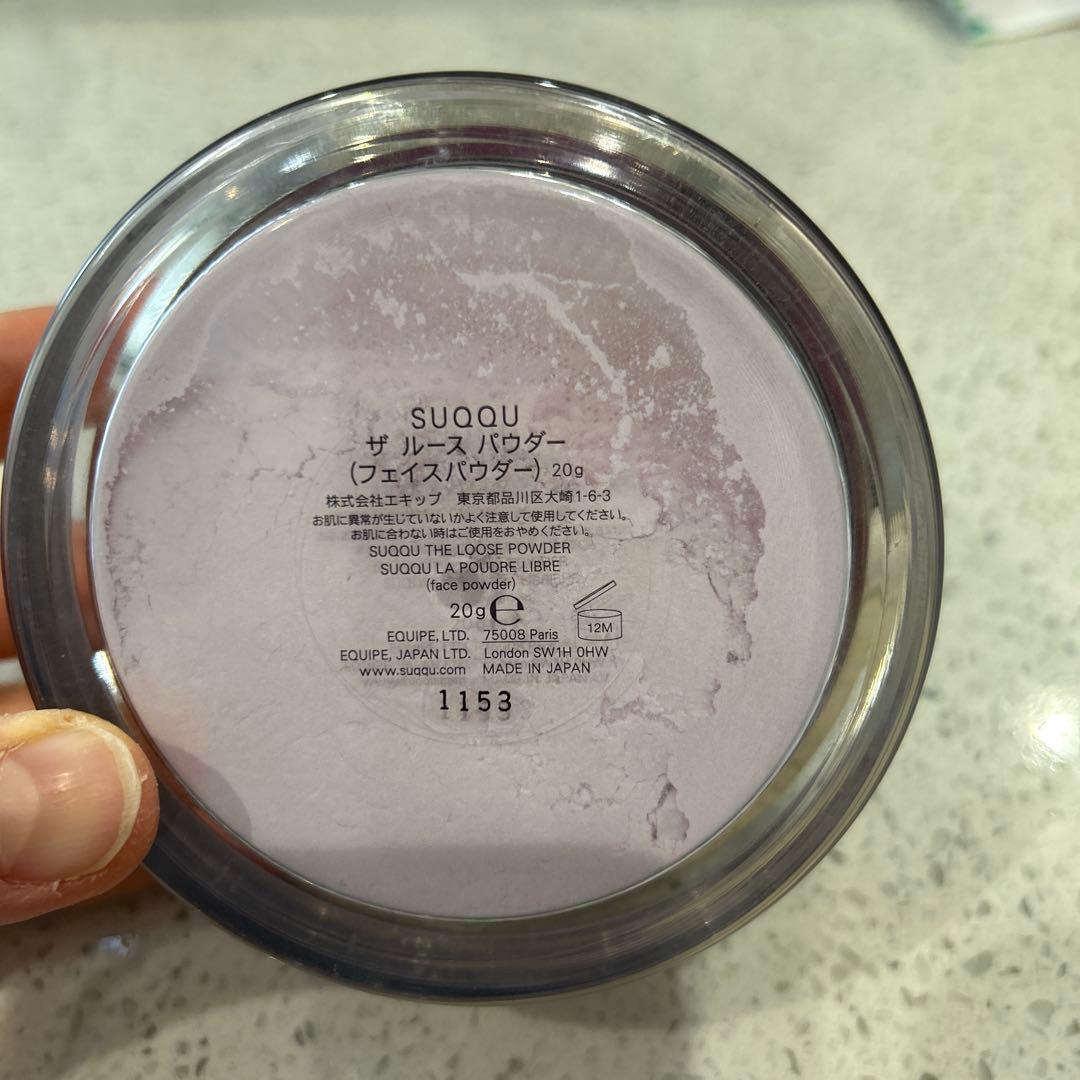 SUQQU
ザ ルース パウダー
(フェイスパウダー) 20g
株式会社エキップ 東京都品川区大崎1-6-3
お肌に異常が生じていないかよく注意して使用してください。
お肌に合わない時はご使用をおやめください。
SUQQU THE LOOSE POWDER
SUQQU LA POUDRE LIBRE
(face powder)
20g e
12M
EQUIPE, LTD. 75008 Paris
EQUIPE, JAPAN LTD. London SW1H 0HW
www.suqqu.com MADE IN JAPAN
1153